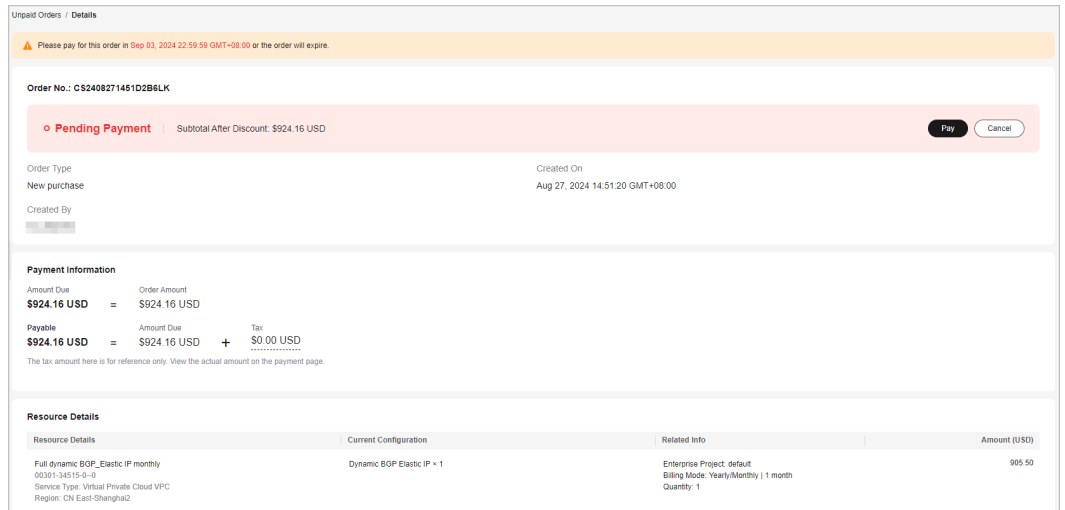 Unpaid Orders / Details
Please pay for this order in Sep 03, 2024 22:59:59 GMT+08:00 or the order will expire.
Order No.: CS2408271451D2B6LK
Pending Payment Subtotal After Discount: $924.16 USD Pay Cancel
Order Type Created On
New purchase Aug 27, 2024 14:51:20 GMT+08:00
Created By
Payment Information
Amount Due Order Amount
$924.16 USD = $924.16 USD
Payable Amount Due Tax
$924.16 USD = $924.16 USD + $0.00 USD
The tax amount here is for reference only. View the actual amount on the payment page.
Resource Details
Resource Details Current Configuration Related Info Amount (USD)
Full dynamic BGP_Elastic IP monthly Dynamic BGP Elastic IP × 1 Enterprise Project: default 905.50
00301-34515-0--0 Billing Mode: Yearly/Monthly | 1 month
Service Type: Virtual Private Cloud VPC Quantity: 1
Region: CN East-Shanghai2